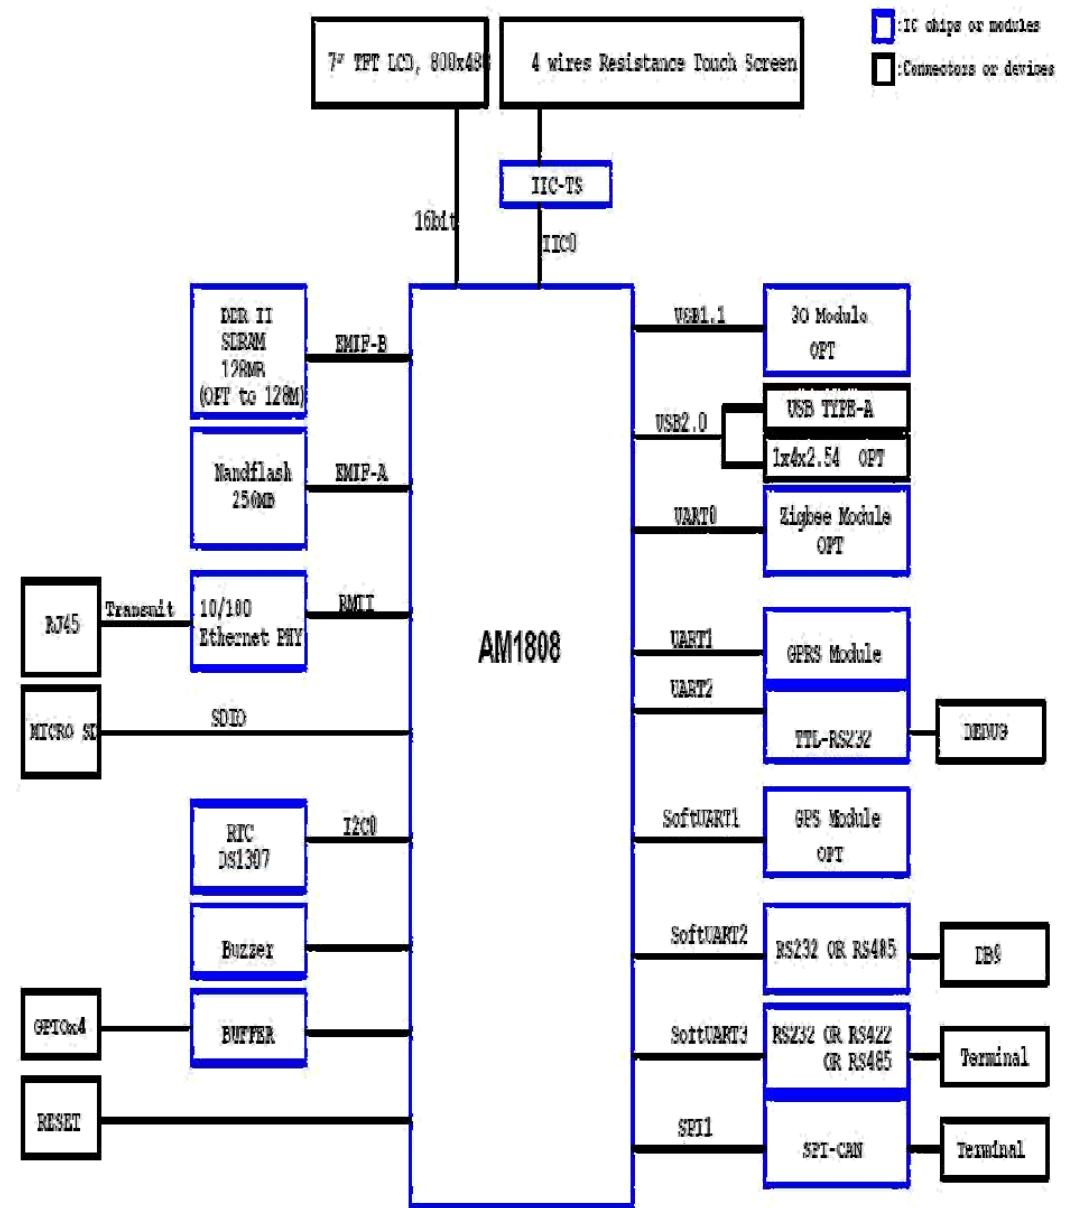 :IC chips or modules
:Connectors or devices
7" TFT LCD, 800x480
4 wires Resistance Touch Screen
IIC-TS
16bit
IIC0
DDR II
SDRAM
128MB
(OPT to 128M)
EMIF-B
Nandflash
256MB
EMIF-A
RJ45
Transmit
10/100
Ethernet PHY
RMII
MICRO SD
SDIO
RTC
DS1307
I2C0
Buzzer
GPIOx4
BUFFER
RESET
AM1808
USB1.1
3G Module
OPT
USB2.0
USB TYPE-A
1x4x2.54 OPT
UART0
Zigbee Module
OPT
UART1
GPRS Module
UART2
TTL-RS232
DEBUG
SoftUART1
GPS Module
OPT
SoftUART2
RS232 OR RS485
DB9
SoftUART3
RS232 OR RS422
OR RS485
Terminal
SPI1
SPI-CAN
Terminal